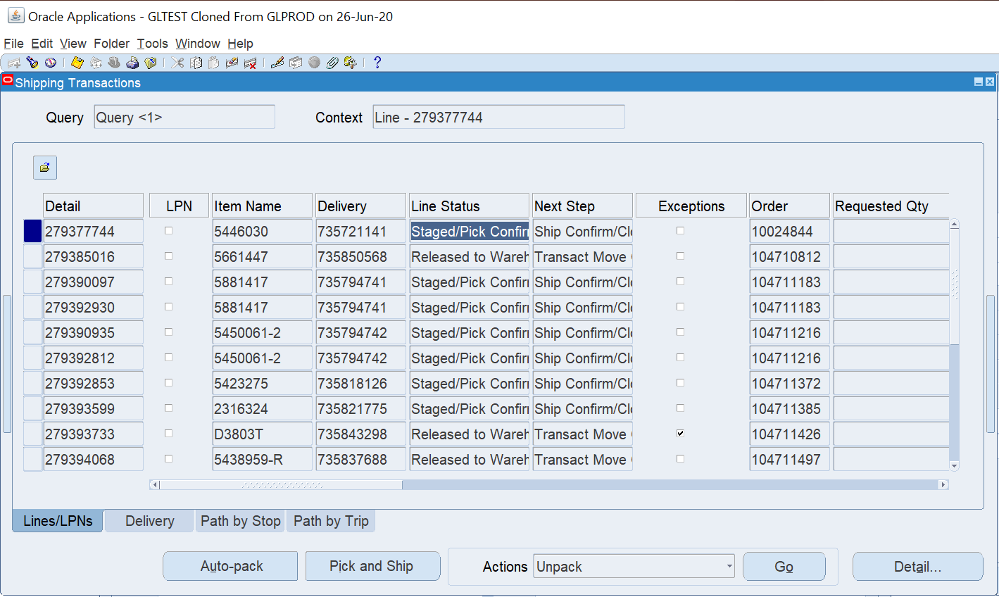 Oracle Applications - GLTEST Cloned From GLPROD on 26-Jun-20
File Edit View Folder Tools Window Help
?
Shipping Transactions
Query Query <1> Context Line - 279377744
Detail LPN Item Name Delivery Line Status Next Step Exceptions Order Requested Qty
279377744 5446030 735721141 Staged/Pick Confir Ship Confirm/Clo 10024844
279385016 5661447 735850568 Released to Wareh Transact Move 104710812
279390097 5881417 735794741 Staged/Pick Confir Ship Confirm/Clo 104711183
279392930 5881417 735794741 Staged/Pick Confir Ship Confirm/Clo 104711183
279390935 5450061-2 735794742 Staged/Pick Confir Ship Confirm/Clo 104711216
279392812 5450061-2 735794742 Staged/Pick Confir Ship Confirm/Clo 104711216
279392853 5423275 735818126 Staged/Pick Confir Ship Confirm/Clo 104711372
279393599 2316324 735821775 Staged/Pick Confir Ship Confirm/Clo 104711385
279393733 D3803T 735843298 Released to Wareh Transact Move 104711426
279394068 5438959-R 735837688 Released to Wareh Transact Move 104711497
Lines/LPNs Delivery Path by Stop Path by Trip
Auto-pack Pick and Ship Actions Unpack Go Detail...